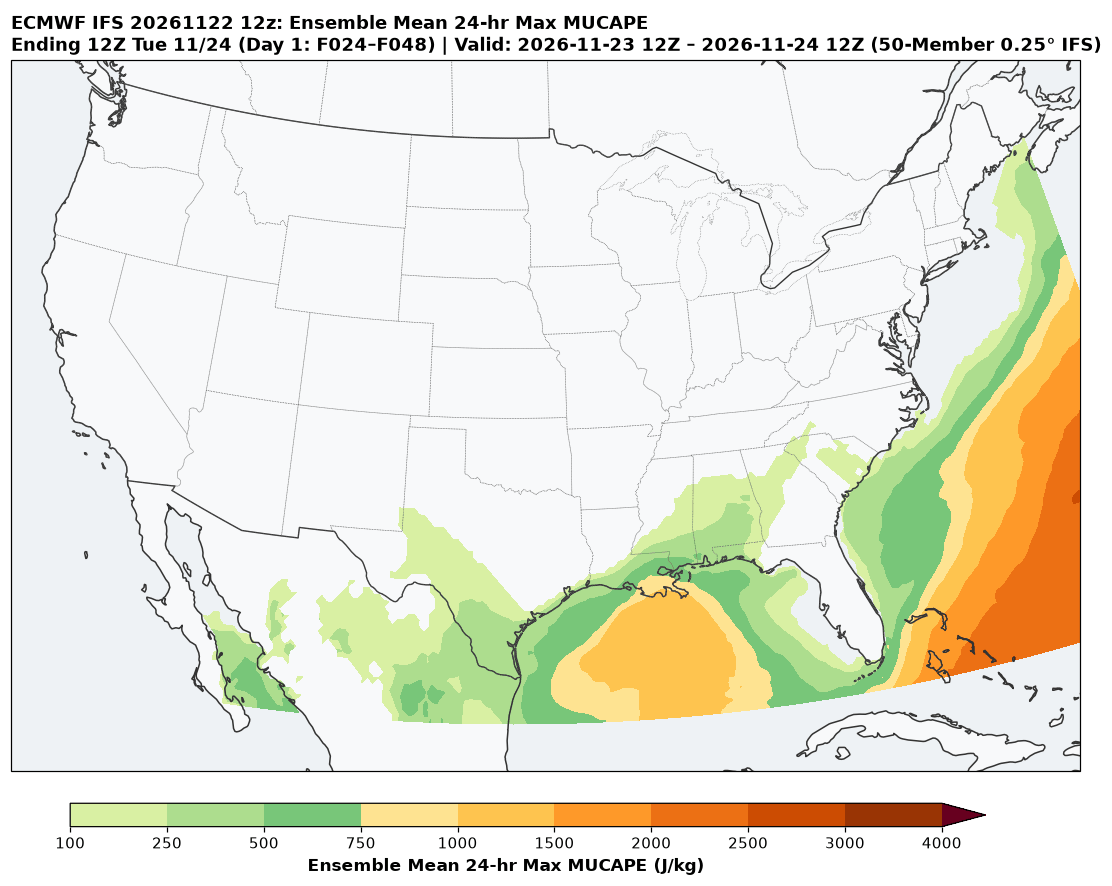 ECMWF IFS 20261122 12z: Ensemble Mean 24-hr Max MUCAPE
Ending 12Z Tue 11/24 (Day 1: F024–F048) | Valid: 2026-11-23 12Z – 2026-11-24 12Z (50-Member 0.25° IFS)
100 250 500 750 1000 1500 2000 2500 3000 4000
Ensemble Mean 24-hr Max MUCAPE (J/kg)